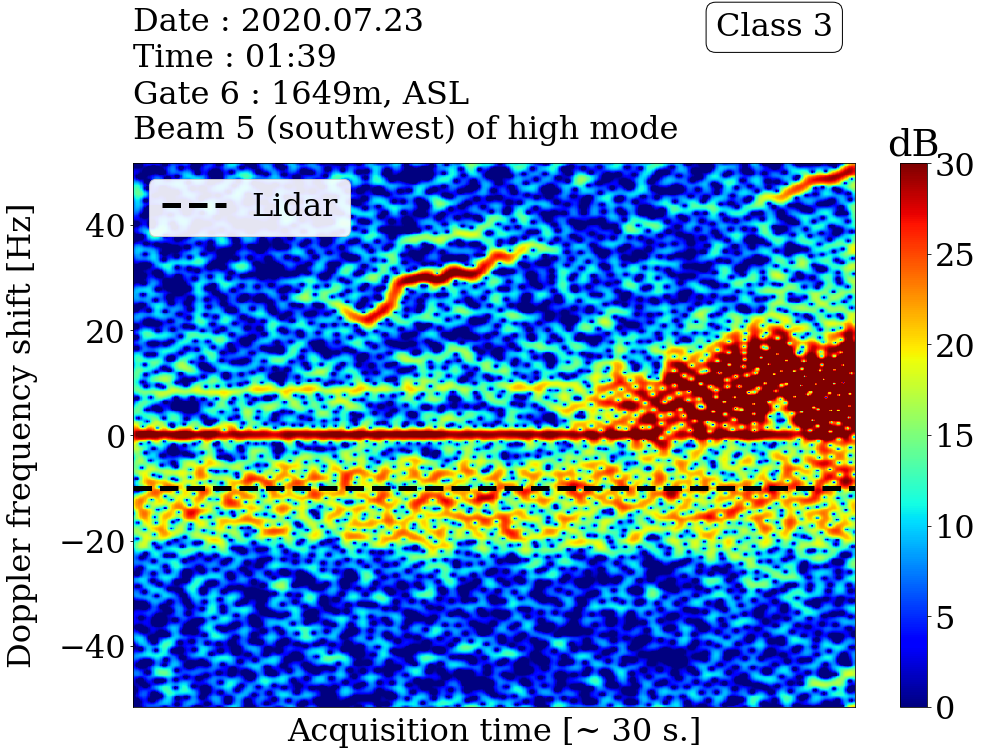 Date : 2020.07.23
Time : 01:39
Gate 6 : 1649m, ASL
Beam 5 (southwest) of high mode
Class 3
dB
Lidar
Doppler frequency shift [Hz]
40
20
0
−20
−40
Acquisition time [~ 30 s.]
30
25
20
15
10
5
0